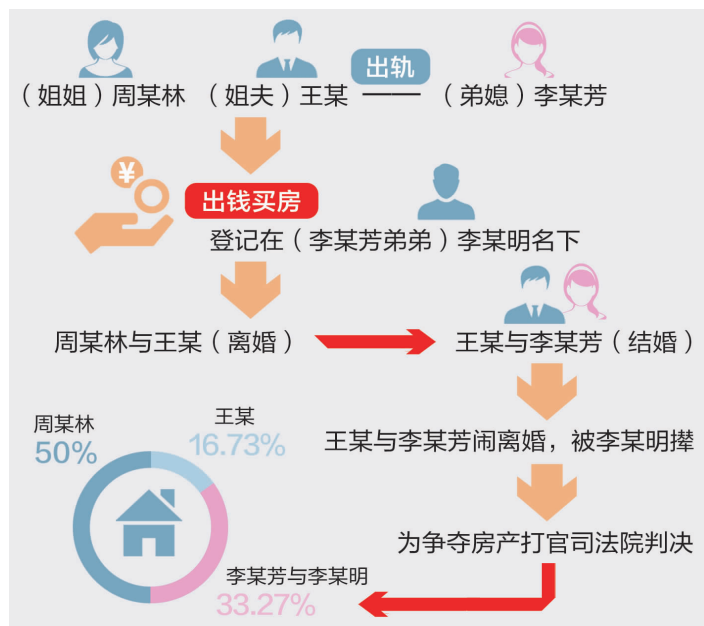 出轨
（姐姐）周某林 （姐夫）王某 —— （弟媳）李某芳
¥
出钱买房
登记在（李某芳弟弟）李某明名下
周某林与王某（离婚）
王某与李某芳（结婚）
王某与李某芳闹离婚，被李某明撵
为争夺房产打官司法院判决
周某林
50%
王某
16.73%
李某芳与李某明
33.27%